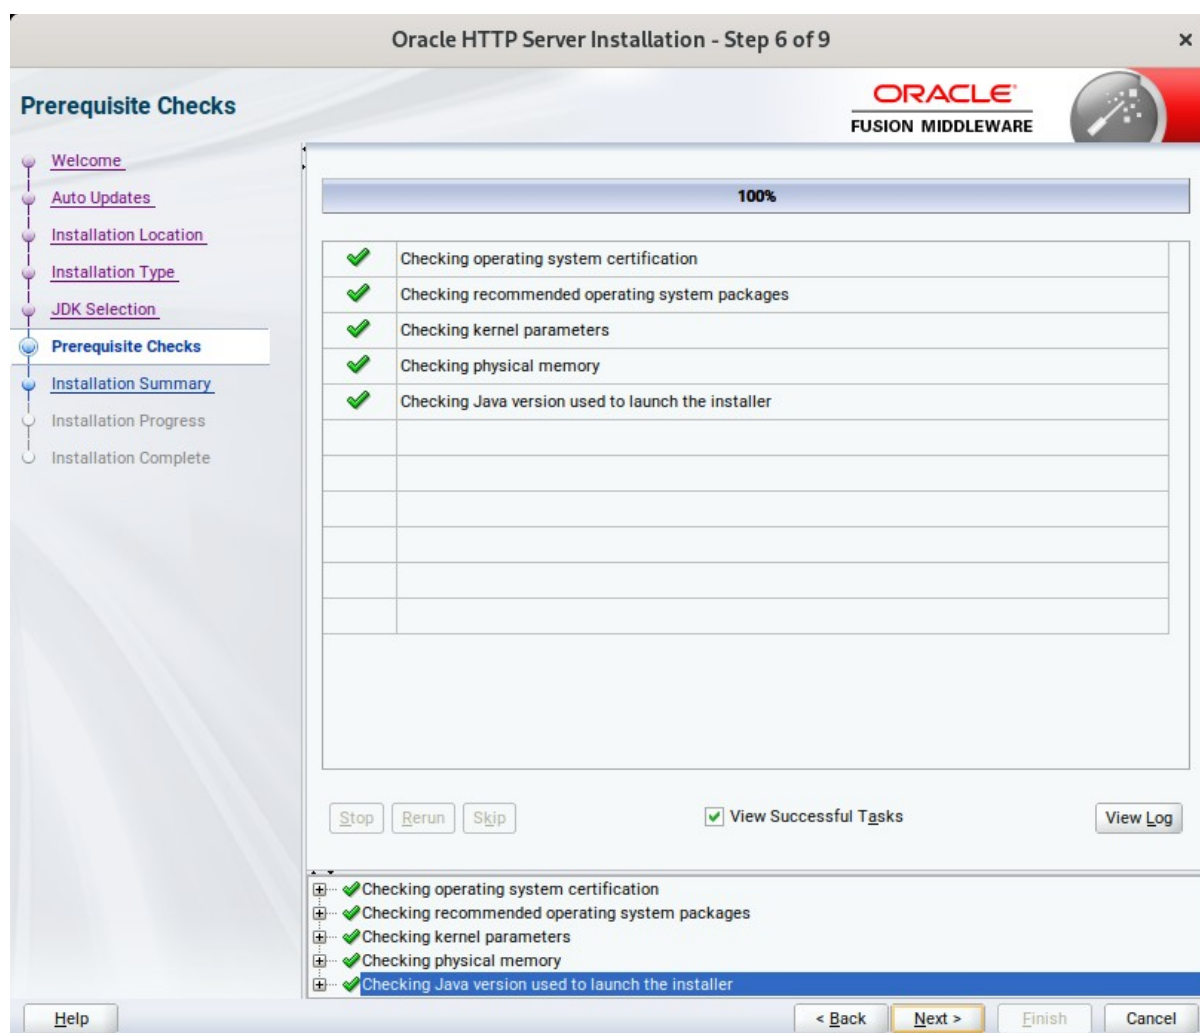 Oracle HTTP Server Installation - Step 6 of 9
Prerequisite Checks
ORACLE
FUSION MIDDLEWARE
Welcome
Auto Updates
Installation Location
Installation Type
JDK Selection
Prerequisite Checks
Installation Summary
Installation Progress
Installation Complete
100%
Checking operating system certification
Checking recommended operating system packages
Checking kernel parameters
Checking physical memory
Checking Java version used to launch the installer
Stop Rerun Skip View Successful Tasks View Log
Checking operating system certification
Checking recommended operating system packages
Checking kernel parameters
Checking physical memory
Checking Java version used to launch the installer
Help < Back Next > Finish Cancel